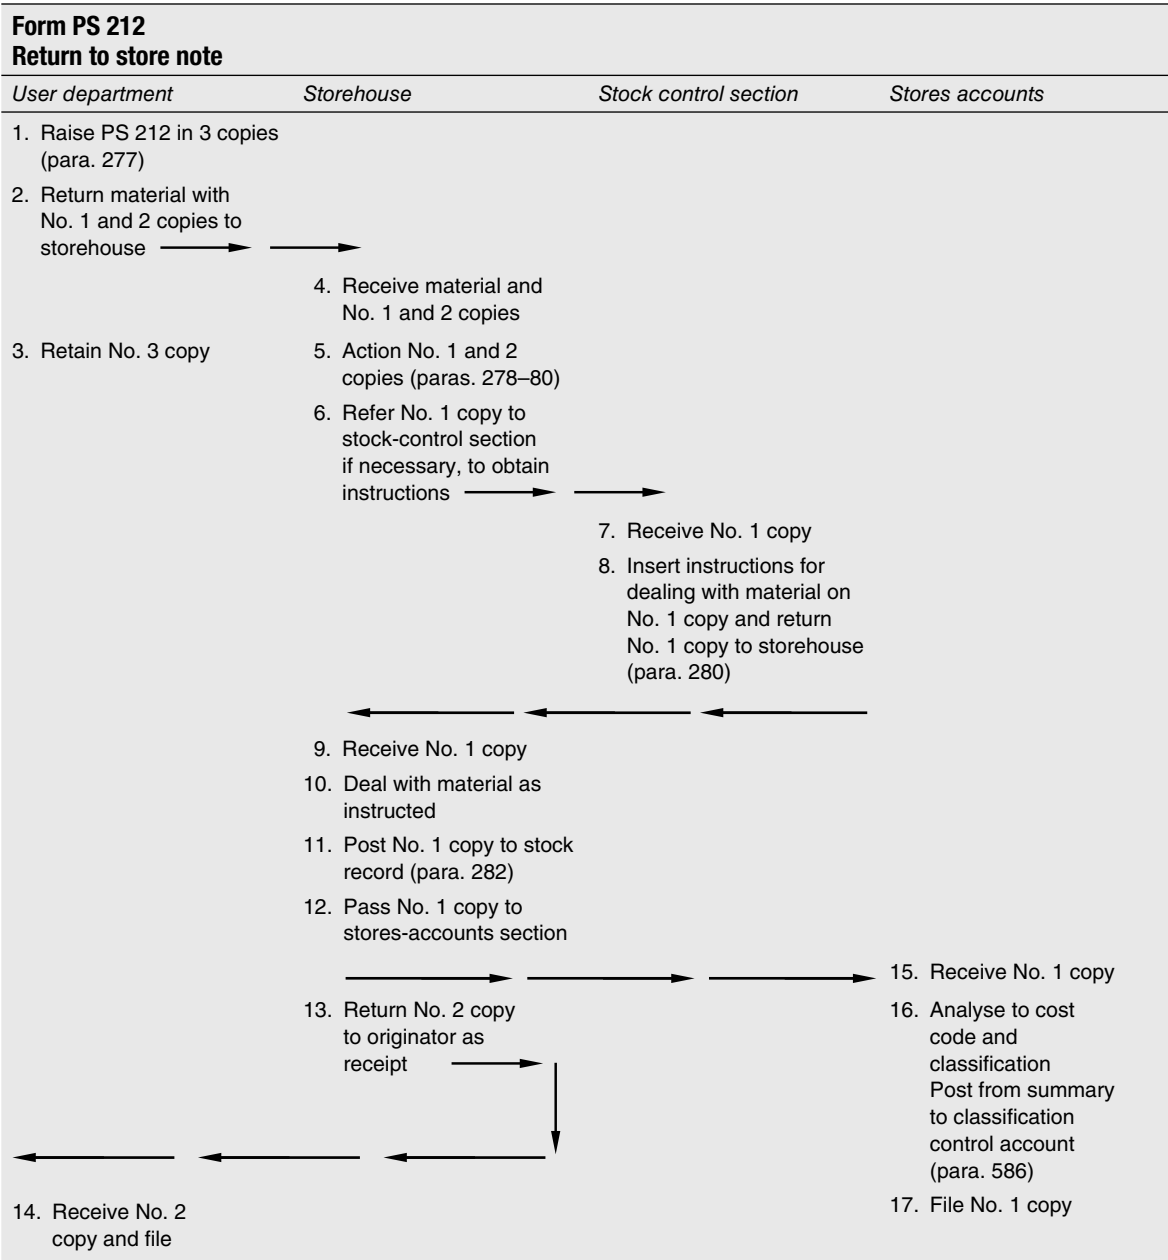 Form PS 212
Return to store note
User department Storehouse Stock control section Stores accounts
1. Raise PS 212 in 3 copies
(para. 277)
2. Return material with
No. 1 and 2 copies to
storehouse
4. Receive material and
No. 1 and 2 copies
3. Retain No. 3 copy
5. Action No. 1 and 2
copies (paras. 278–80)
6. Refer No. 1 copy to
stock-control section
if necessary, to obtain
instructions
7. Receive No. 1 copy
8. Insert instructions for
dealing with material on
No. 1 copy and return
No. 1 copy to storehouse
(para. 280)
9. Receive No. 1 copy
10. Deal with material as
instructed
11. Post No. 1 copy to stock
record (para. 282)
12. Pass No. 1 copy to
stores-accounts section
15. Receive No. 1 copy
13. Return No. 2 copy
to originator as
receipt
16. Analyse to cost
code and
classification
Post from summary
to classification
control account
(para. 586)
17. File No. 1 copy
14. Receive No. 2
copy and file